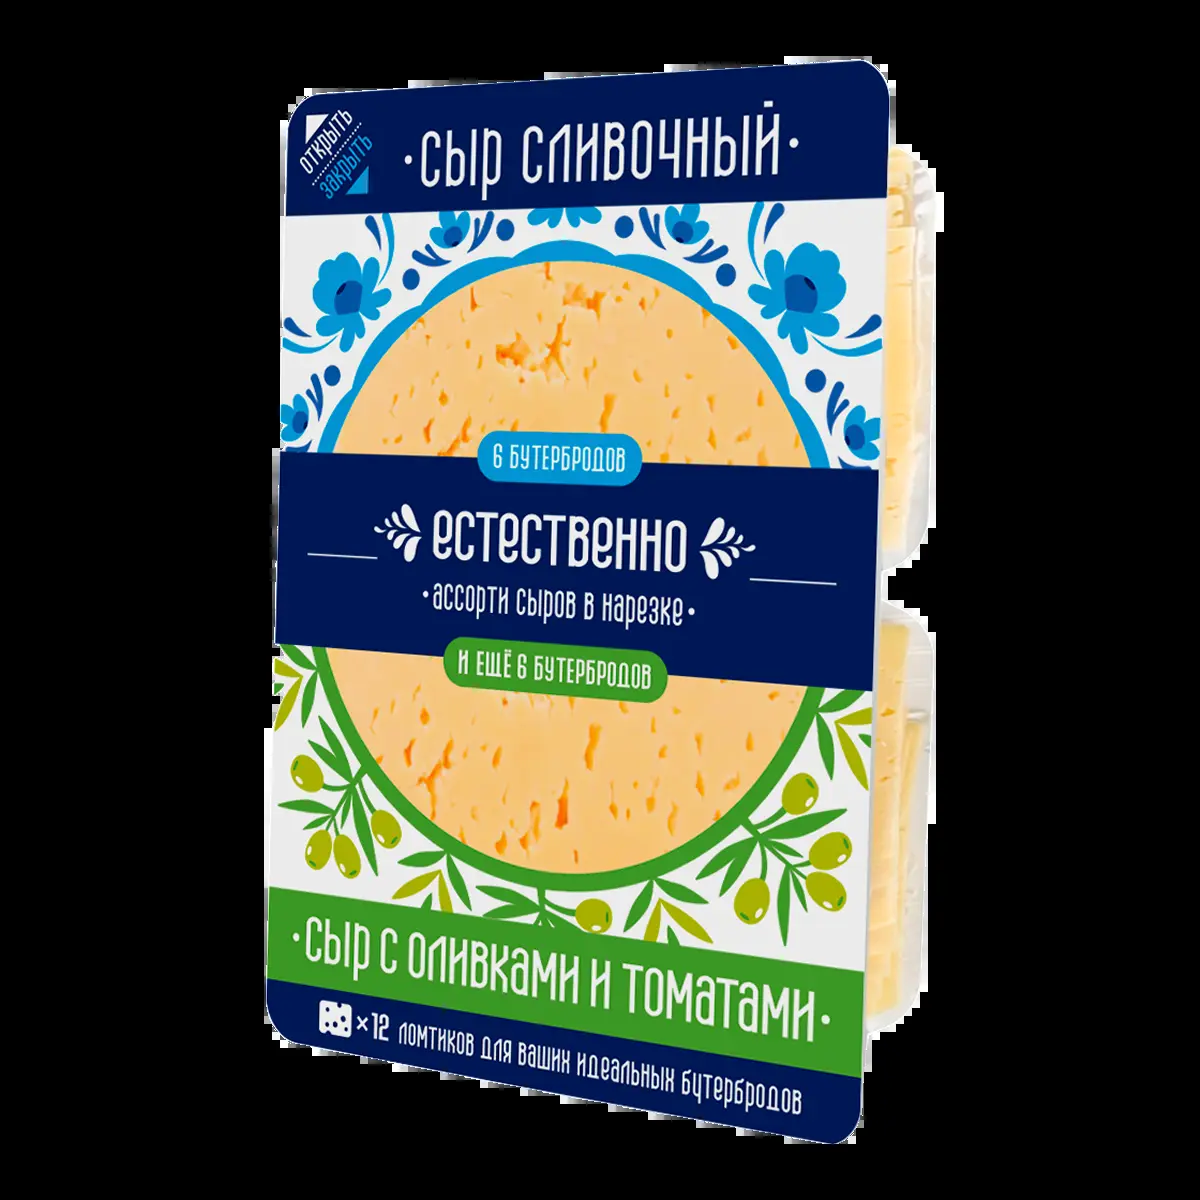 ОТКРЫТЬ
ЗАКРЫТЬ
·СЫР СЛИВОЧНЫЙ·
6 БУТЕРБРОДОВ
ЕСТЕСТВЕННО
·АССОРТИ СЫРОВ В НАРЕЗКЕ·
И ЕЩЁ 6 БУТЕРБРОДОВ
·СЫР С ОЛИВКАМИ И ТОМАТАМИ·
×12 ЛОМТИКОВ ДЛЯ ВАШИХ ИДЕАЛЬНЫХ БУТЕРБРОДОВ